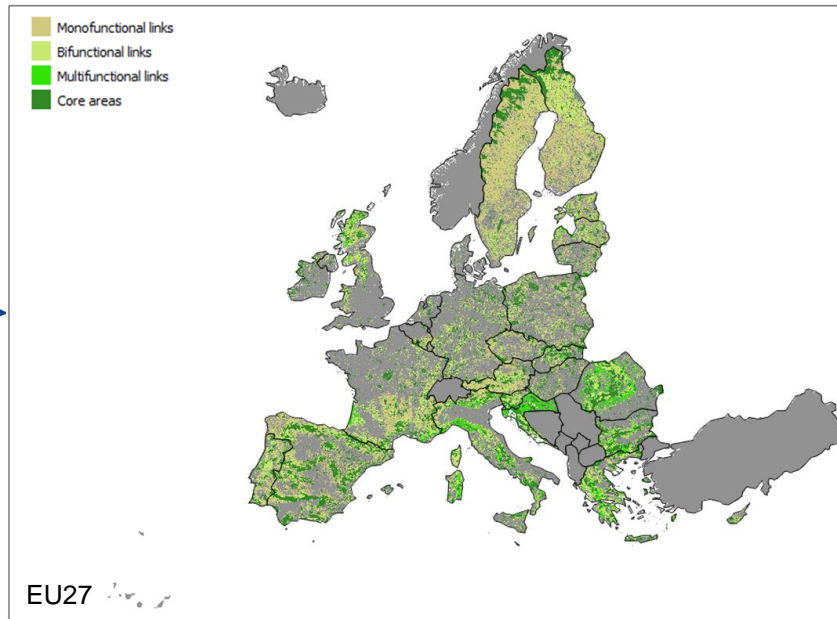 Monofunctional links
Bifunctional links
Multifunctional links
Core areas
EU27